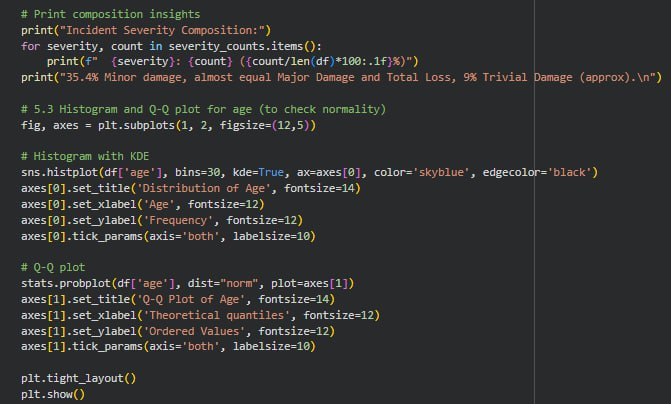 # Print composition insights
print("Incident Severity Composition:")
for severity, count in severity_counts.items():
    print(f"  {severity}: {count} ({count/len(df)*100:.1f}%)")
print("35.4% Minor damage, almost equal Major Damage and Total Loss, 9% Trivial Damage (approx).\n")

# 5.3 Histogram and Q-Q plot for age (to check normality)
fig, axes = plt.subplots(1, 2, figsize=(12,5))

# Histogram with KDE
sns.histplot(df['age'], bins=30, kde=True, ax=axes[0], color='skyblue', edgecolor='black')
axes[0].set_title('Distribution of Age', fontsize=14)
axes[0].set_xlabel('Age', fontsize=12)
axes[0].set_ylabel('Frequency', fontsize=12)
axes[0].tick_params(axis='both', labelsize=10)

# Q-Q plot
stats.probplot(df['age'], dist="norm", plot=axes[1])
axes[1].set_title('Q-Q Plot of Age', fontsize=14)
axes[1].set_xlabel('Theoretical quantiles', fontsize=12)
axes[1].set_ylabel('Ordered Values', fontsize=12)
axes[1].tick_params(axis='both', labelsize=10)

plt.tight_layout()
plt.show()